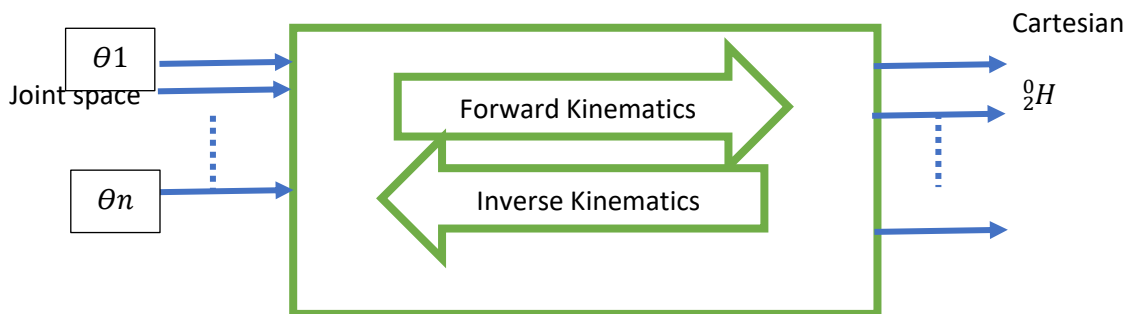 Cartesian
θ1
Joint space
Forward Kinematics
⁰₂H
θn
Inverse Kinematics